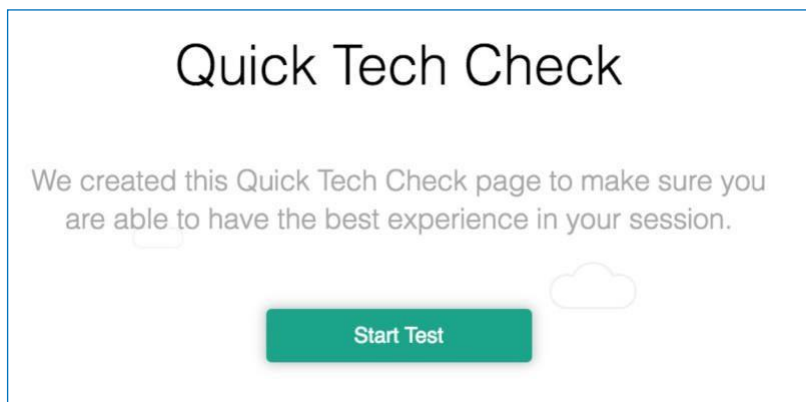 Quick Tech Check
We created this Quick Tech Check page to make sure you
are able to have the best experience in your session.
Start Test